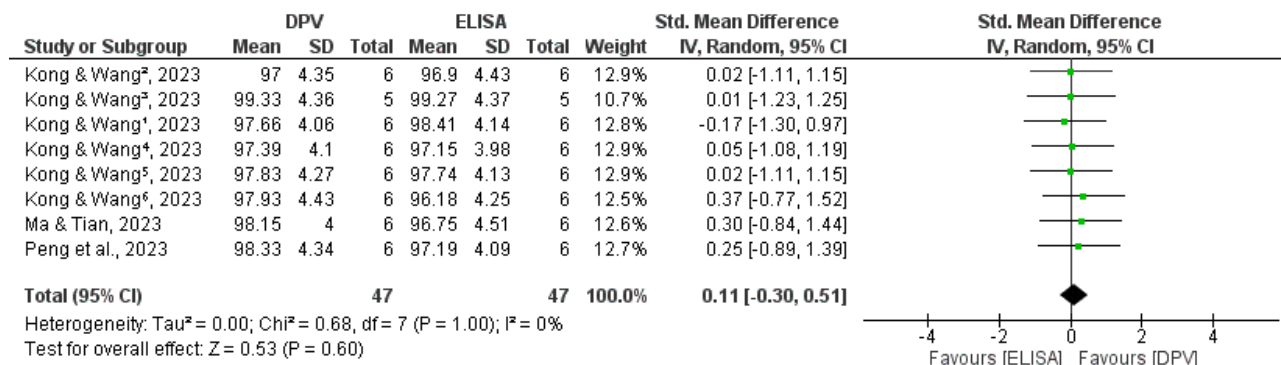 DPV ELISA Std. Mean Difference Std. Mean Difference
Study or Subgroup Mean SD Total Mean SD Total Weight IV, Random, 95% CI IV, Random, 95% CI
Kong & Wang², 2023 97 4.35 6 96.9 4.43 6 12.9% 0.02 [-1.11, 1.15]
Kong & Wang³, 2023 99.33 4.36 5 99.27 4.37 5 10.7% 0.01 [-1.23, 1.25]
Kong & Wang¹, 2023 97.66 4.06 6 98.41 4.14 6 12.8% -0.17 [-1.30, 0.97]
Kong & Wang⁴, 2023 97.39 4.1 6 97.15 3.98 6 12.9% 0.05 [-1.08, 1.19]
Kong & Wang⁵, 2023 97.83 4.27 6 97.74 4.13 6 12.9% 0.02 [-1.11, 1.15]
Kong & Wang⁶, 2023 97.93 4.43 6 96.18 4.25 6 12.5% 0.37 [-0.77, 1.52]
Ma & Tian, 2023 98.15 4 6 96.75 4.51 6 12.6% 0.30 [-0.84, 1.44]
Peng et al., 2023 98.33 4.34 6 97.19 4.09 6 12.7% 0.25 [-0.89, 1.39]
Total (95% CI) 47 47 100.0% 0.11 [-0.30, 0.51]
Heterogeneity: Tau² = 0.00; Chi² = 0.68, df = 7 (P = 1.00); I² = 0%
Test for overall effect: Z = 0.53 (P = 0.60)
-4 -2 0 2 4
Favours [ELISA] Favours [DPV]